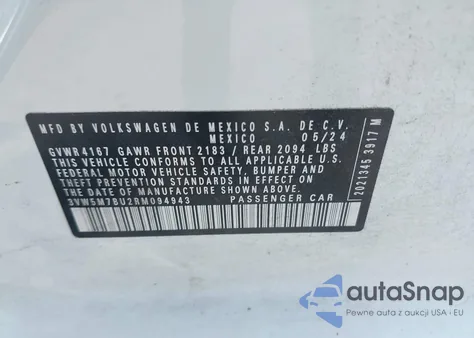 MFD BY VOLKSWAGEN DE MEXICO S.A. DE C.V.
MEXICO 05/24
GVWR 4167 GAWR FRONT 2183 / REAR 2094 LBS
THIS VEHICLE CONFORMS TO ALL APPLICABLE U.S.
FEDERAL MOTOR VEHICLE SAFETY, BUMPER AND
THEFT PREVENTION STANDARDS IN EFFECT ON
THE DATE OF MANUFACTURE SHOWN ABOVE.
3VW5M7BU2RM094943 PASSENGER CAR
2021345 3917 M
autoSnap
Pewne auta z aukcji USA i EU